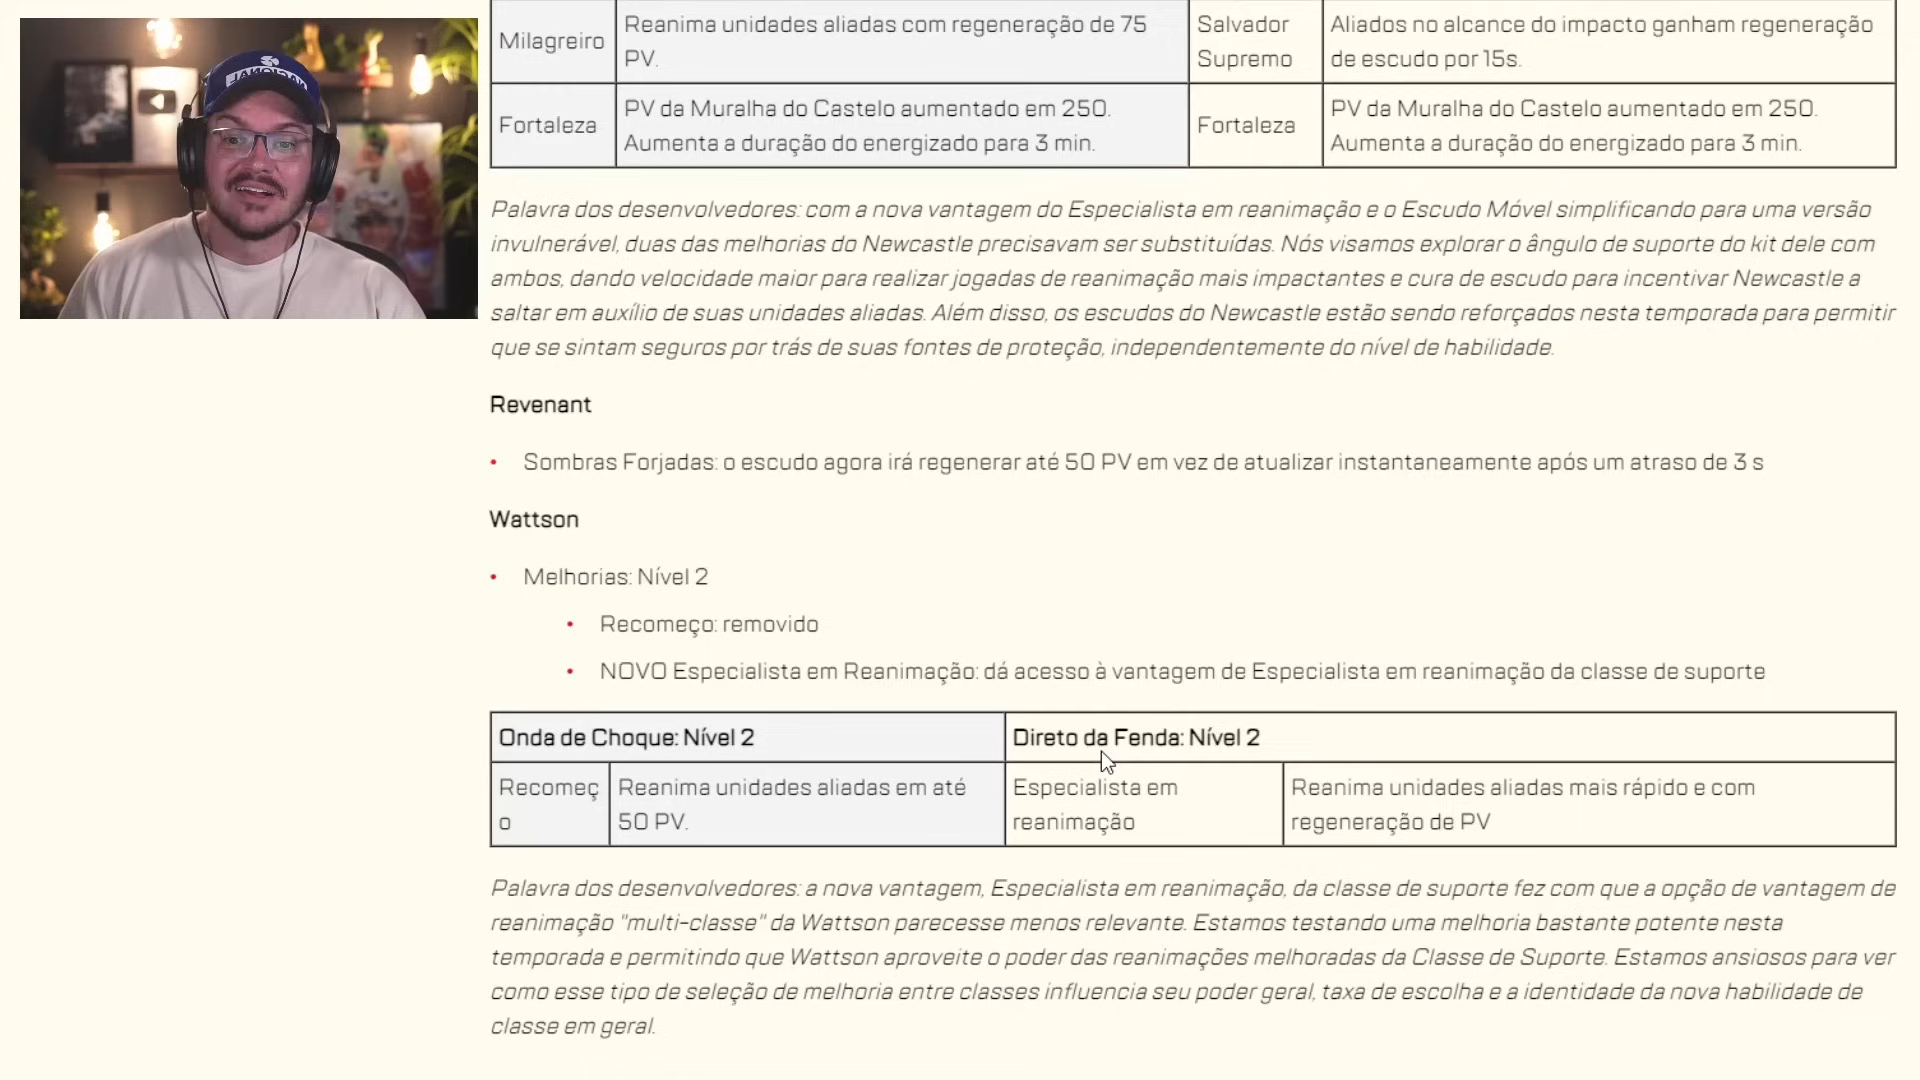 NACIONAL
Milagreiro
Reanima unidades aliadas com regeneração de 75
PV.
Salvador
Supremo
Aliados no alcance do impacto ganham regeneração
de escudo por 15s.
Fortaleza
PV da Muralha do Castelo aumentado em 250.
Aumenta a duração do energizado para 3 min.
Fortaleza
PV da Muralha do Castelo aumentado em 250.
Aumenta a duração do energizado para 3 min.
Palavra dos desenvolvedores: com a nova vantagem do Especialista em reanimação e o Escudo Móvel simplificando para uma versão
invulnerável, duas das melhorias do Newcastle precisavam ser substituídas. Nós visamos explorar o ângulo de suporte do kit dele com
ambos, dando velocidade maior para realizar jogadas de reanimação mais impactantes e cura de escudo para incentivar Newcastle a
saltar em auxílio de suas unidades aliadas. Além disso, os escudos do Newcastle estão sendo reforçados nesta temporada para permitir
que se sintam seguros por trás de suas fontes de proteção, independentemente do nível de habilidade.
Revenant
• Sombras Forjadas: o escudo agora irá regenerar até 50 PV em vez de atualizar instantaneamente após um atraso de 3 s
Wattson
• Melhorias: Nível 2
• Recomeço: removido
• NOVO Especialista em Reanimação: dá acesso à vantagem de Especialista em reanimação da classe de suporte
Onda de Choque: Nível 2
Direto da Fenda: Nível 2
Recomeç
o
Reanima unidades aliadas em até
50 PV.
Especialista em
reanimação
Reanima unidades aliadas mais rápido e com
regeneração de PV
Palavra dos desenvolvedores: a nova vantagem, Especialista em reanimação, da classe de suporte fez com que a opção de vantagem de
reanimação "multi-classe" da Wattson parecesse menos relevante. Estamos testando uma melhoria bastante potente nesta
temporada e permitindo que Wattson aproveite o poder das reanimações melhoradas da Classe de Suporte. Estamos ansiosos para ver
como esse tipo de seleção de melhoria entre classes influencia seu poder geral, taxa de escolha e a identidade da nova habilidade de
classe em geral.